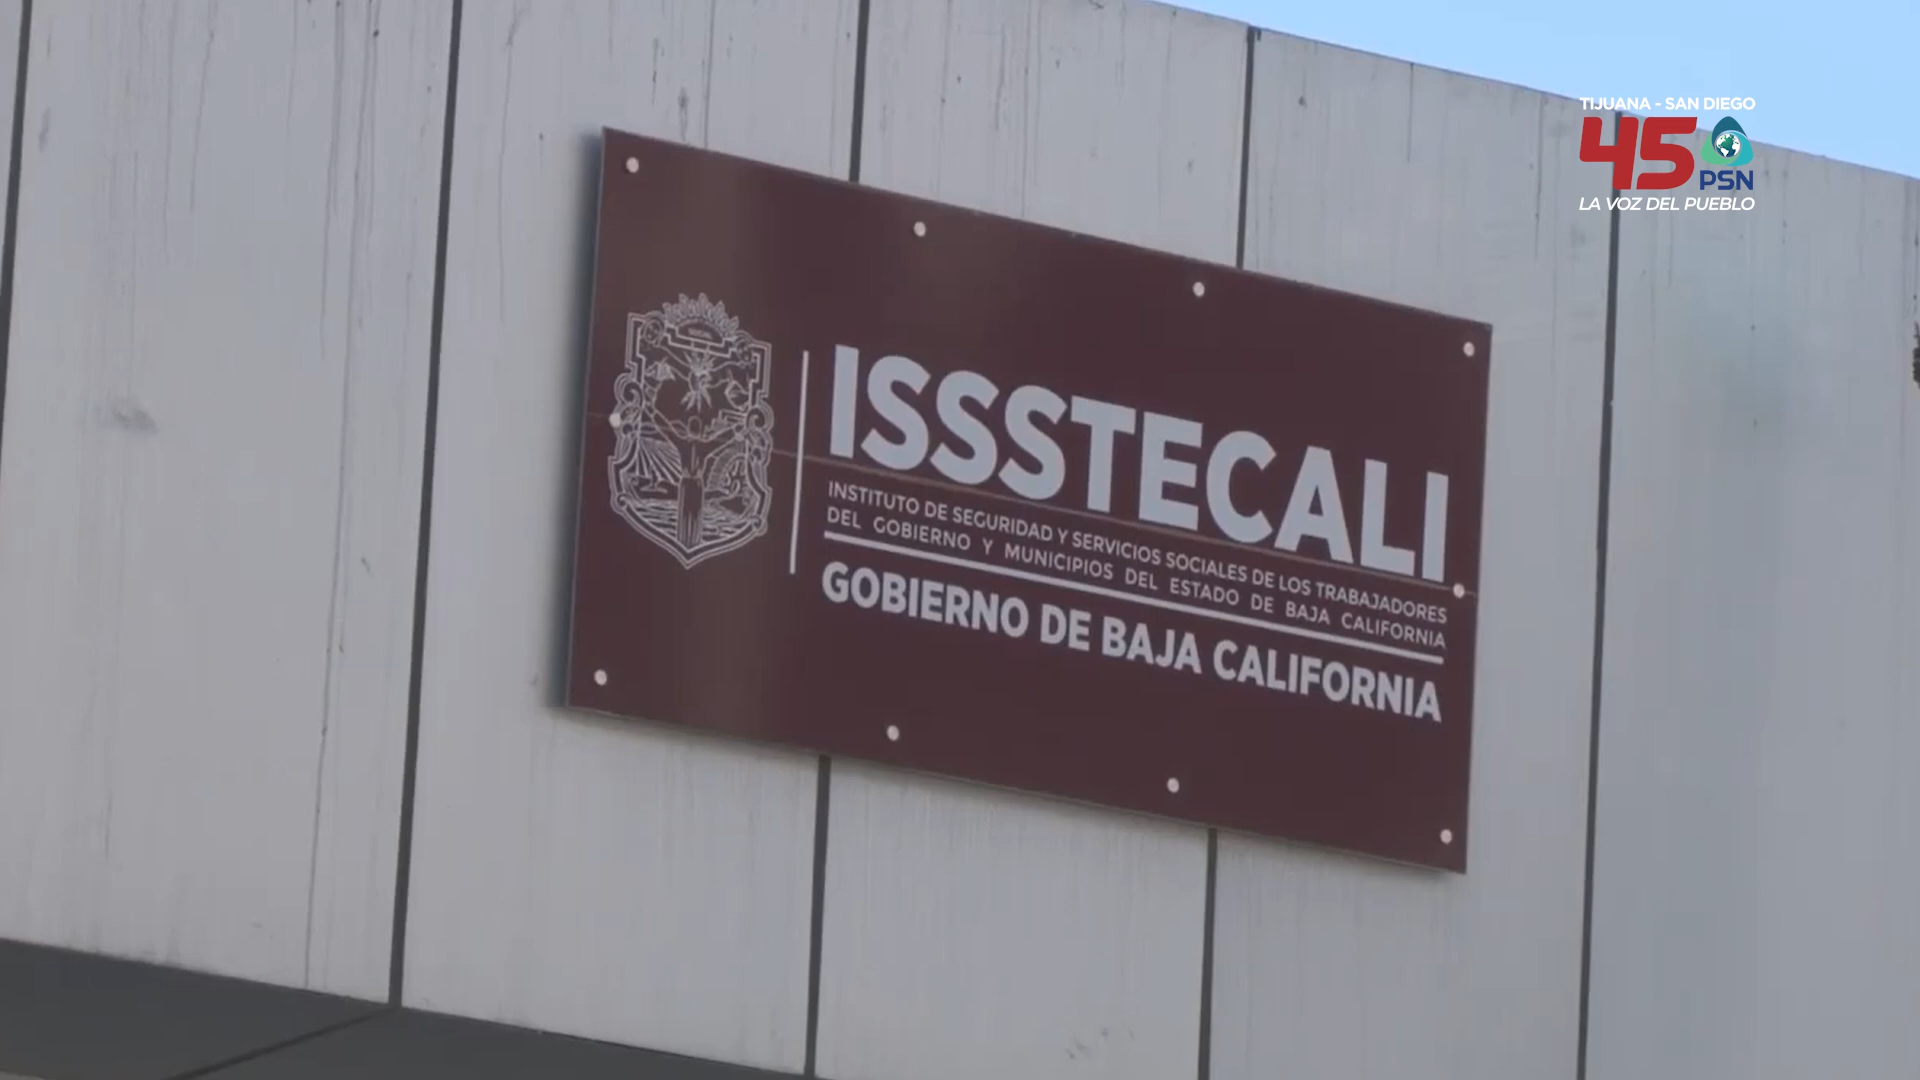 TIJUANA - SAN DIEGO
45
PSN
LA VOZ DEL PUEBLO
ISSSTECALI
INSTITUTO DE SEGURIDAD Y SERVICIOS SOCIALES DE LOS TRABAJADORES
DEL GOBIERNO Y MUNICIPIOS DEL ESTADO DE BAJA CALIFORNIA
GOBIERNO DE BAJA CALIFORNIA